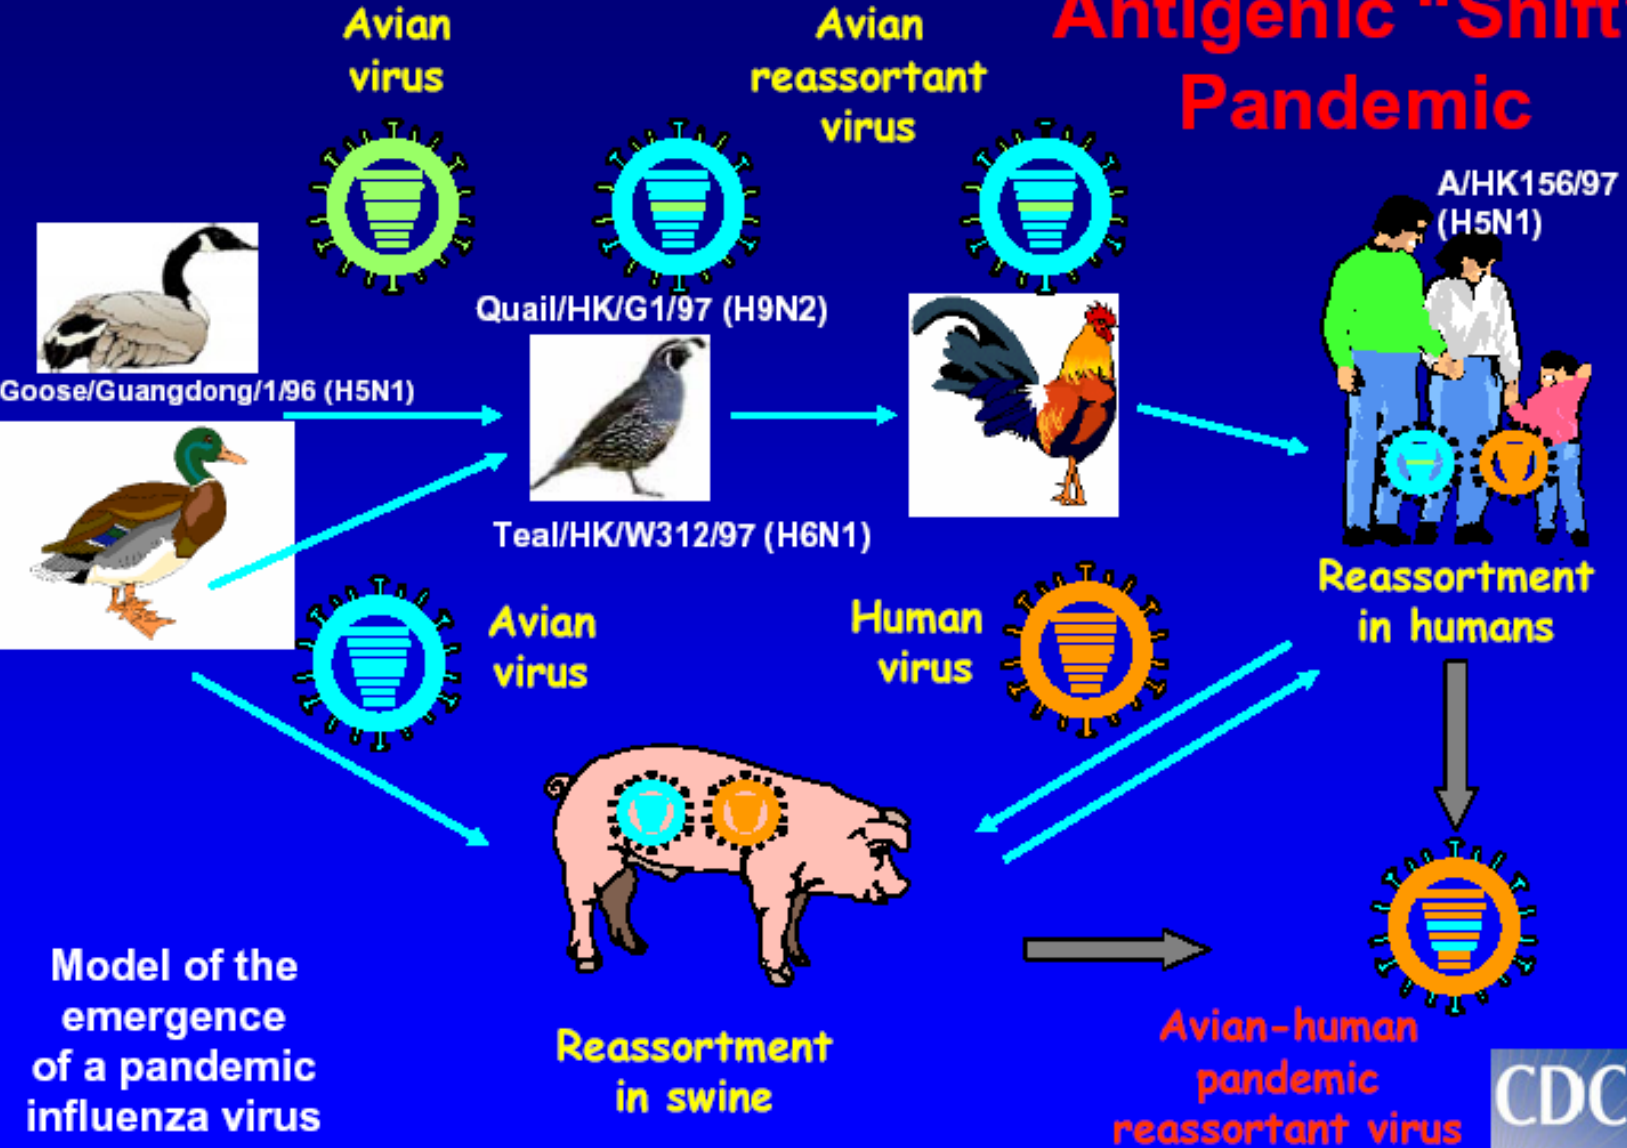 Antigenic "Shift"
Pandemic
Avian
virus
Avian
reassortant
virus
A/HK156/97
(H5N1)
Quail/HK/G1/97 (H9N2)
Goose/Guangdong/1/96 (H5N1)
Teal/HK/W312/97 (H6N1)
Avian
virus
Human
virus
Reassortment
in humans
Model of the
emergence
of a pandemic
influenza virus
Reassortment
in swine
Avian-human
pandemic
reassortant virus
CDC